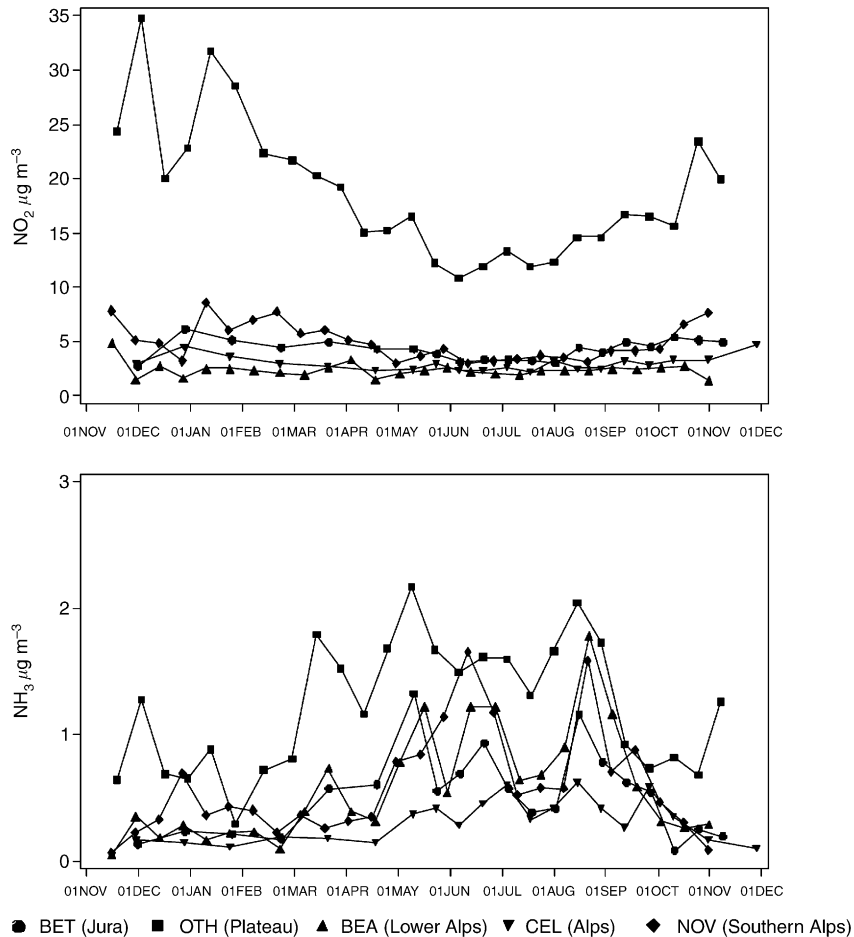 35
30
25
20
15
10
5
0
NO2 µg m–3
01NOV 01DEC 01JAN 01FEB 01MAR 01APR 01MAY 01JUN 01JUL 01AUG 01SEP 01OCT 01NOV 01DEC
3
2
1
0
NH3 µg m–3
01NOV 01DEC 01JAN 01FEB 01MAR 01APR 01MAY 01JUN 01JUL 01AUG 01SEP 01OCT 01NOV 01DEC
BET (Jura) OTH (Plateau) BEA (Lower Alps) CEL (Alps) NOV (Southern Alps)